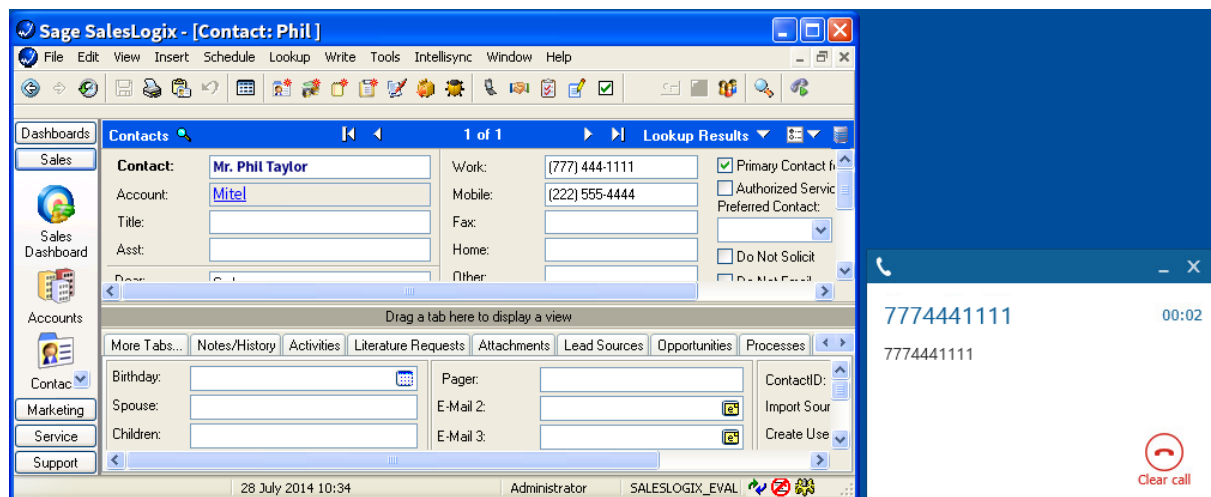 Sage SalesLogix - [Contact: Phil ]
File Edit View Insert Schedule Lookup Write Tools Intellisync Window Help
Dashboards
Contacts
1 of 1
Lookup Results
Sales
Contact: Mr. Phil Taylor
Work: (777) 444-1111
Primary Contact
Account: Mitel
Mobile: (222) 555-4444
Authorized Servic
Preferred Contact:
Title:
Fax:
Sales
Dashboard
Asst:
Home:
Do Not Solicit
Other
Do Not Email
Accounts
Drag a tab here to display a view
More Tabs... Notes/History Activities Literature Requests Attachments Lead Sources Opportunities Processes
Contac
Birthday:
Pager:
ContactID:
Marketing
Spouse:
E-Mail 2:
Import Sour
Service
Children:
E-Mail 3:
Create Use
Support
28 July 2014 10:34
Administrator
SALESLOGIX_EVAL
7774441111
00:02
7774441111
Clear call